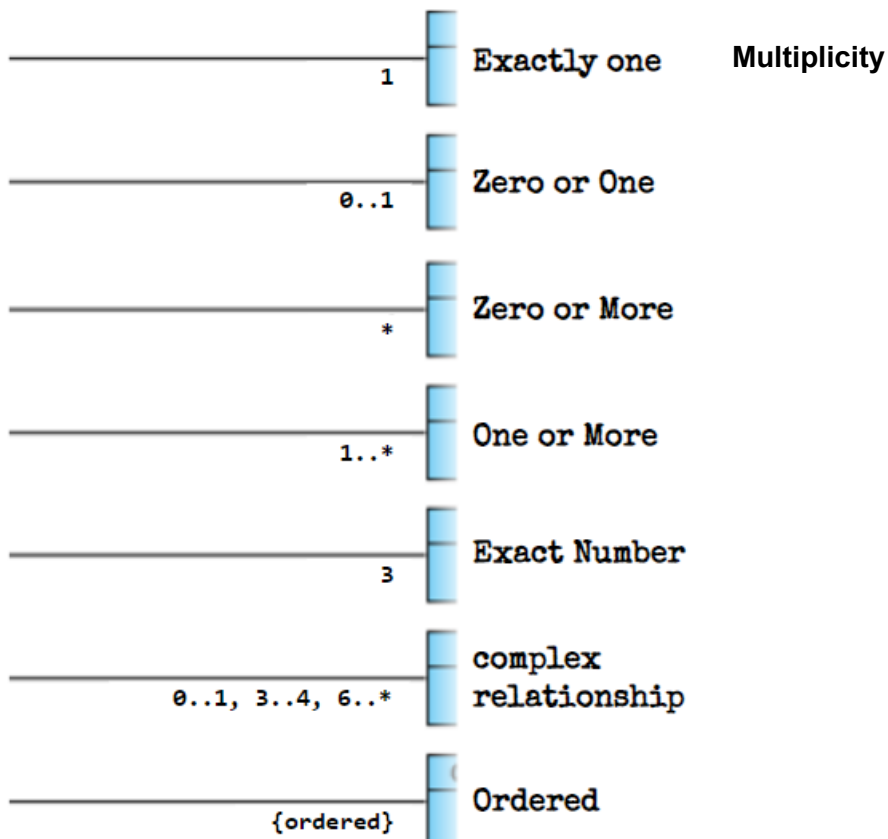 Exactly one
Multiplicity
1
Zero or One
0..1
Zero or More
*
One or More
1..*
Exact Number
3
complex
relationship
0..1, 3..4, 6..*
Ordered
{ordered}